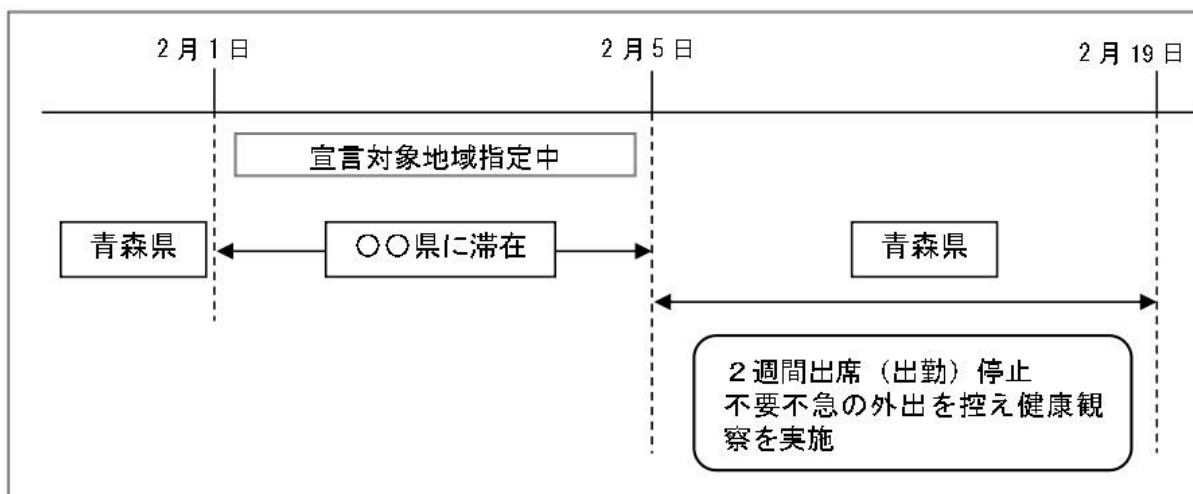 2月1日
2月5日
2月19日
宣言対象地域指定中
青森県
〇〇県に滞在
青森県
2週間出席（出勤）停止
不要不急の外出を控え健康観
察を実施